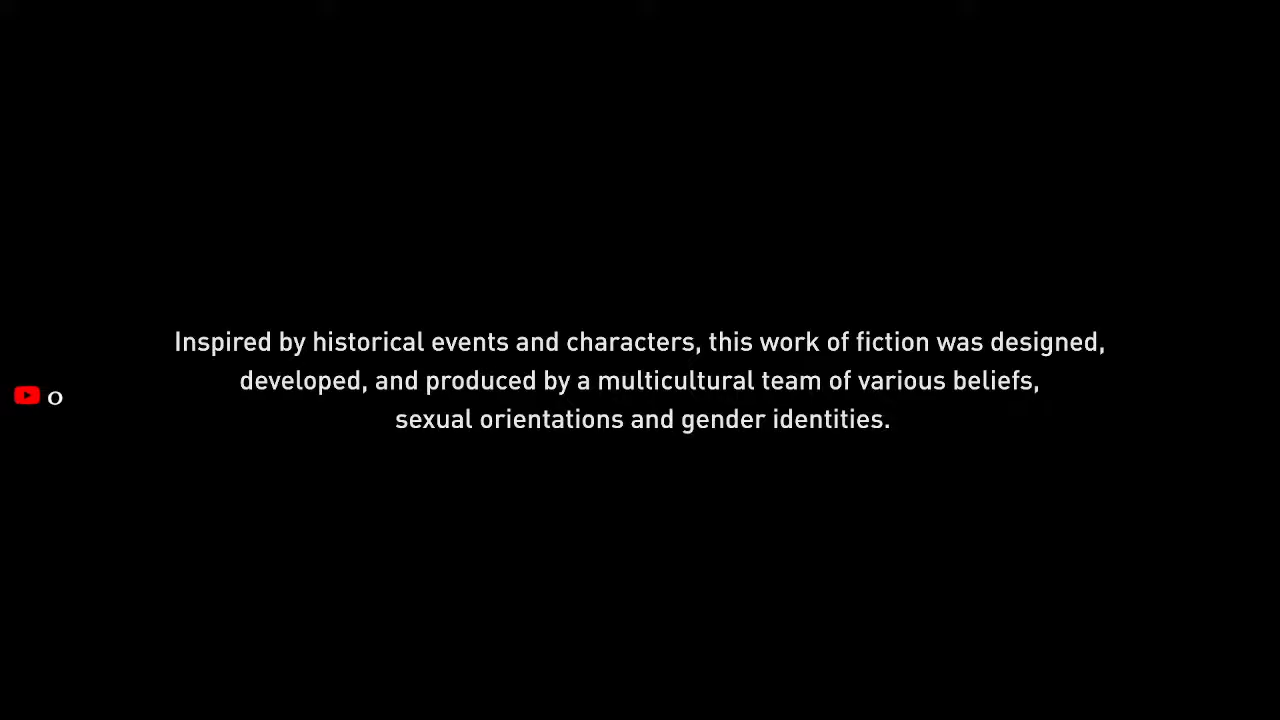 Inspired by historical events and characters, this work of fiction was designed,
developed, and produced by a multicultural team of various beliefs,
O
sexual orientations and gender identities.